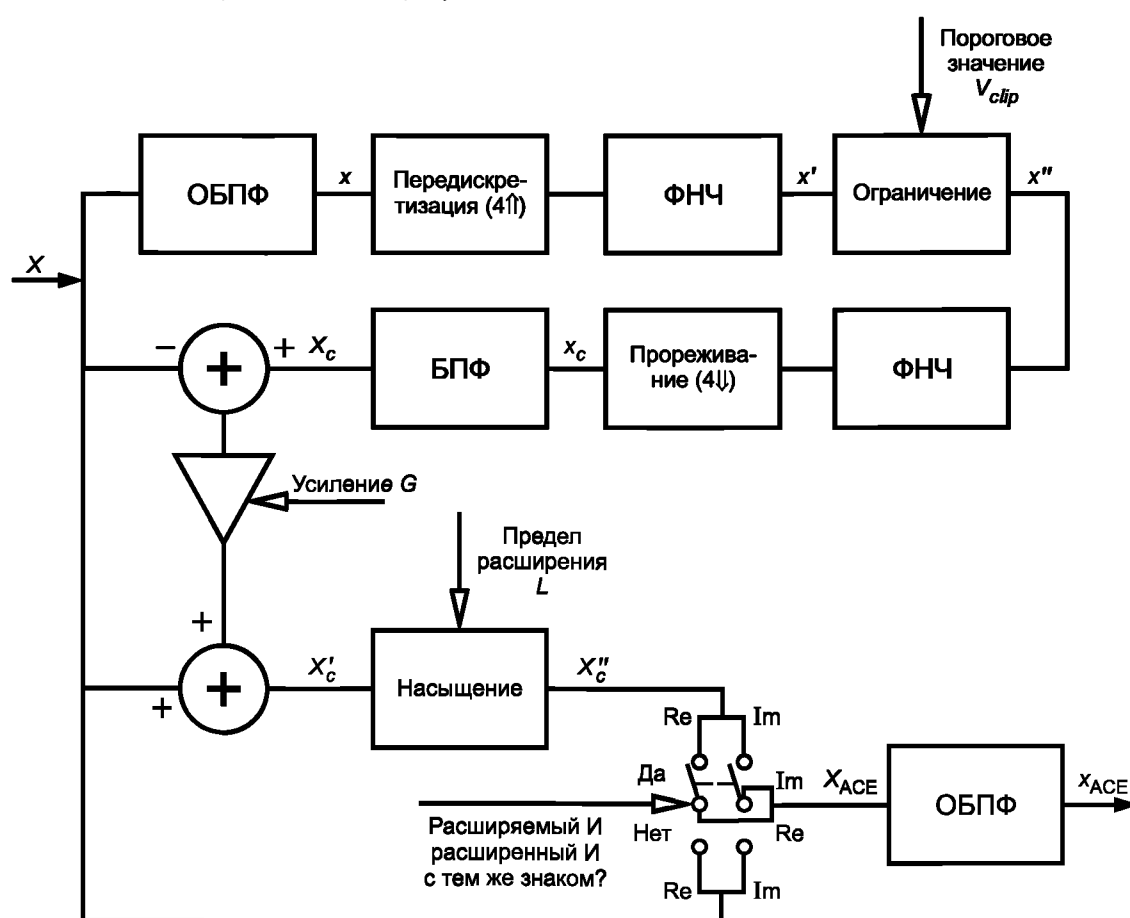 Пороговое
значение
V_clip
ОБПФ
x
Передискре-
тизация (4⇑)
ФНЧ
x'
Ограничение
x"
X
−
+
+
X_c
БПФ
x_c
Прорежива-
ние (4⇓)
ФНЧ
Усиление G
Предел
расширения
L
+
+
+
X'_c
Насыщение
X"_c
Re
Im
Да
Im
X_ACE
ОБПФ
x_ACE
Нет
Re
Расширяемый И
расширенный И
с тем же знаком?
Re
Im